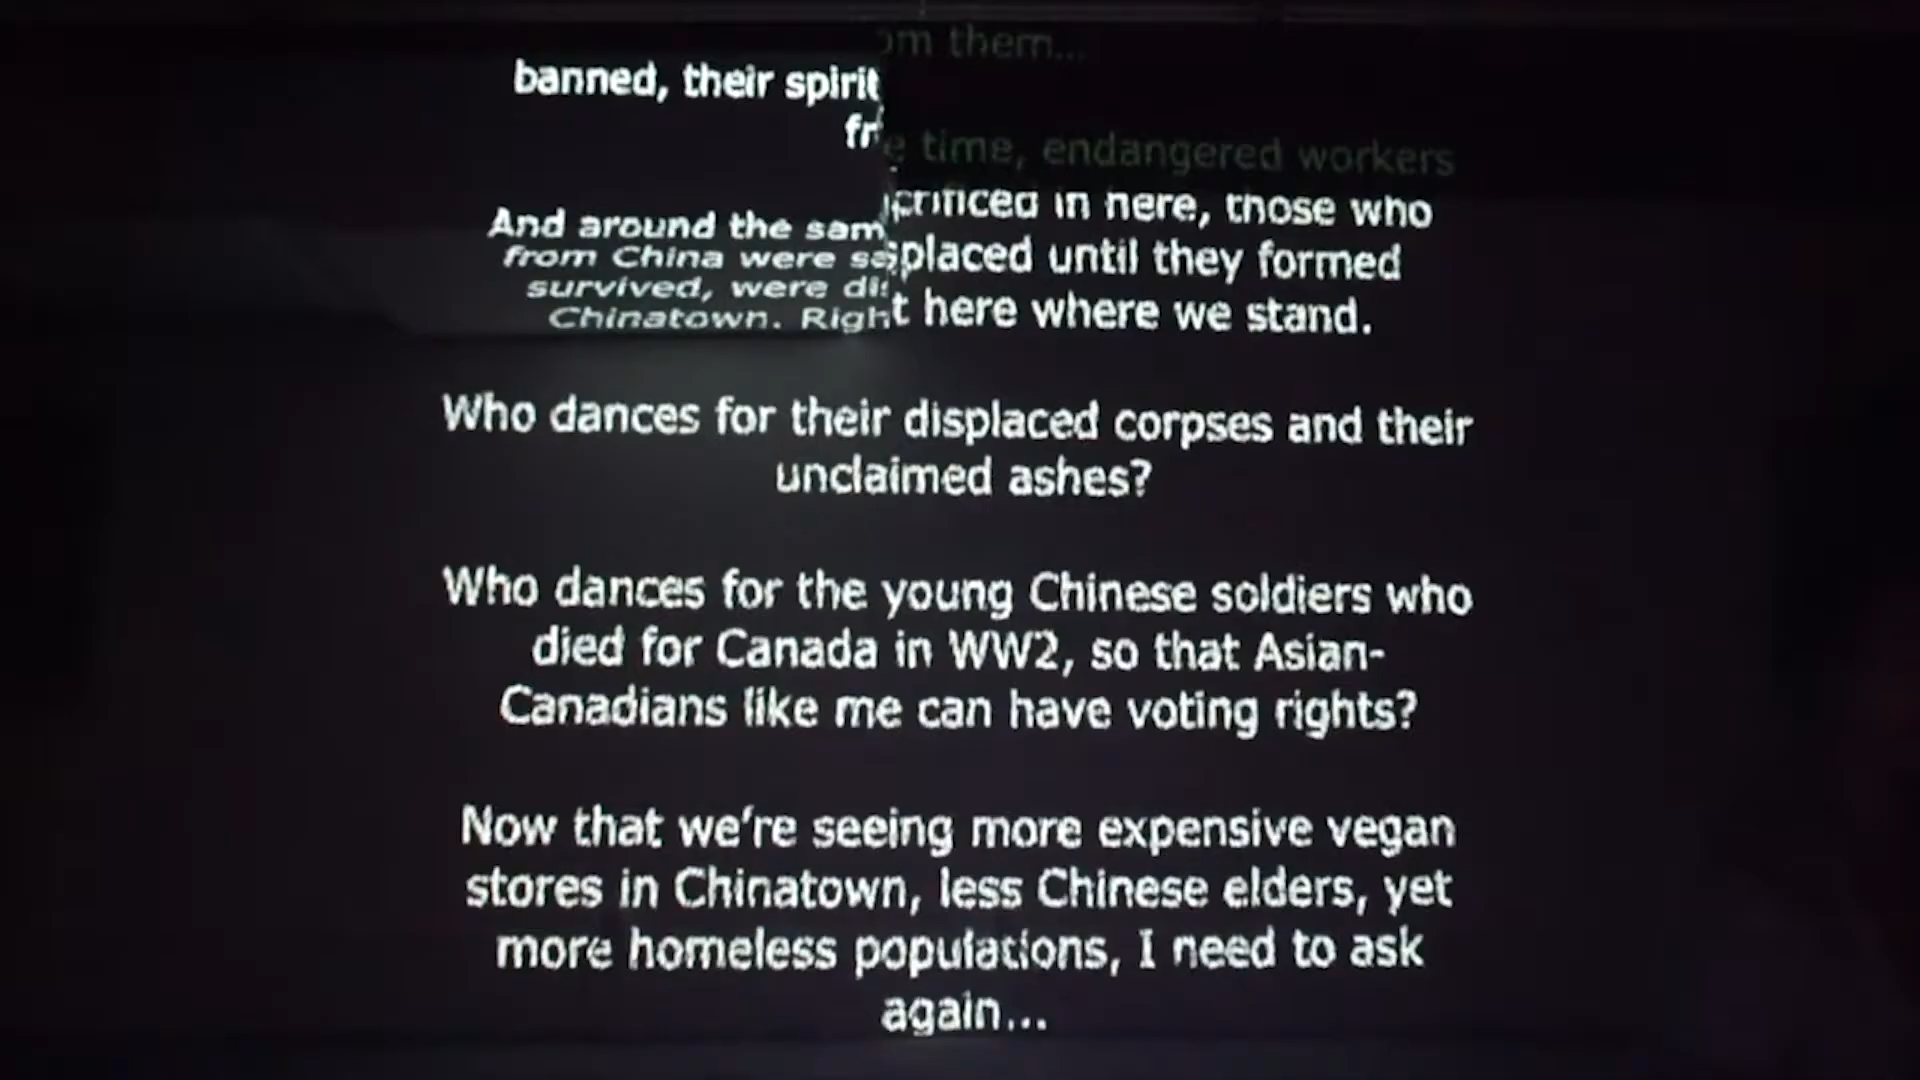 banned, their spirit
fr om them...
And around the same time, endangered workers
from China were sacrificed in here, those who
survived, were displaced until they formed
Chinatown. Right here where we stand.
Who dances for their displaced corpses and their
unclaimed ashes?
Who dances for the young Chinese soldiers who
died for Canada in WW2, so that Asian-
Canadians like me can have voting rights?
Now that we're seeing more expensive vegan
stores in Chinatown, less Chinese elders, yet
more homeless populations, I need to ask
again...